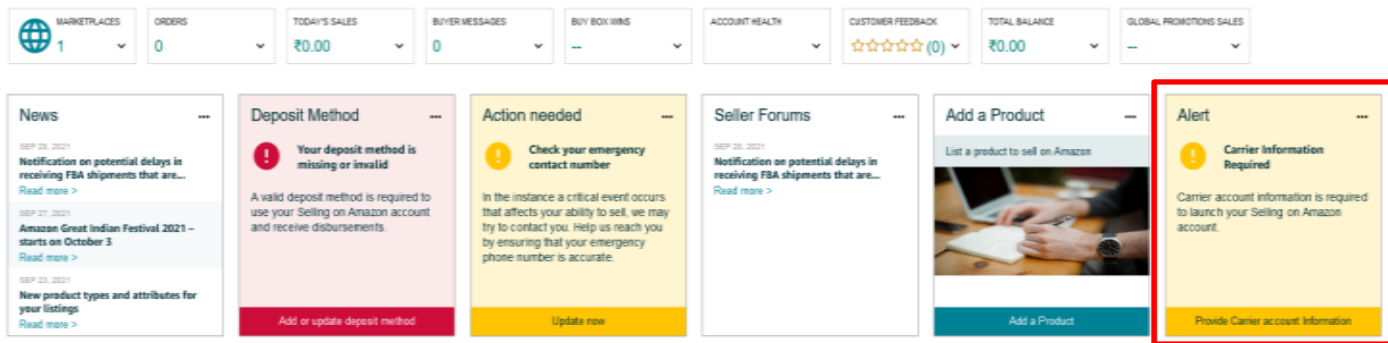 MARKETPLACES
1
ORDERS
0
TODAY'S SALES
₹0.00
BUYER MESSAGES
0
BUY BOX WINS
--
ACCOUNT HEALTH
CUSTOMER FEEDBACK
(0)
TOTAL BALANCE
₹0.00
GLOBAL PROMOTIONS SALES
--
News
SEP 28, 2021
Notification on potential delays in
receiving FBA shipments that are...
Read more >
SEP 27, 2021
Amazon Great Indian Festival 2021 –
starts on October 3
Read more >
SEP 23, 2021
New product types and attributes for
your listings
Read more >
Deposit Method
Your deposit method is
missing or invalid
A valid deposit method is required to
use your Selling on Amazon account
and receive disbursements.
Add or update deposit method
Action needed
Check your emergency
contact number
In the instance a critical event occurs
that affects your ability to sell, we may
try to contact you. Help us reach you
by ensuring that your emergency
phone number is accurate.
Update now
Seller Forums
SEP 29, 2021
Notification on potential delays in
receiving FBA shipments that are...
Read more >
Add a Product
List a product to sell on Amazon
Add a Product
Alert
Carrier Information
Required
Carrier account information is required
to launch your Selling on Amazon
account.
Provide Carrier account Information